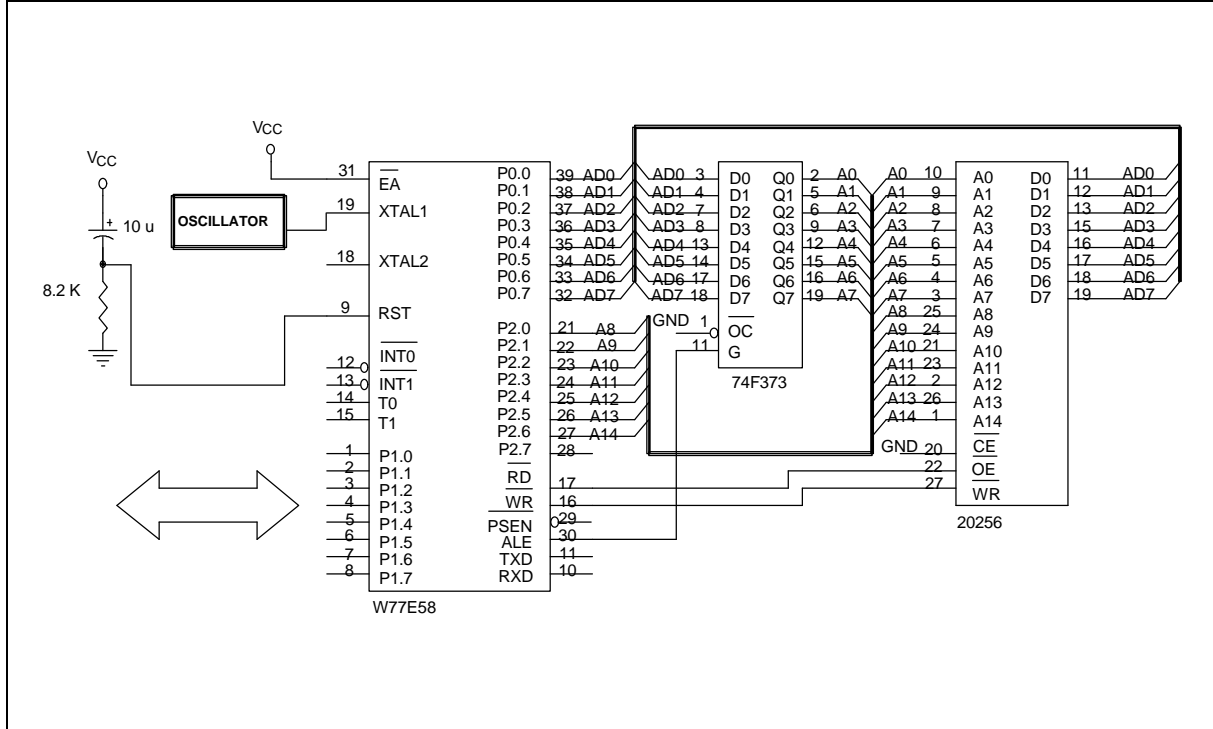 VCC
VCC
10 u
8.2 K
OSCILLATOR
31 EA
19 XTAL1
18 XTAL2
9 RST
12 INT0
13 INT1
14 T0
15 T1
1 P1.0
2 P1.1
3 P1.2
4 P1.3
5 P1.4
6 P1.5
7 P1.6
8 P1.7
P0.0 39 AD0
P0.1 38 AD1
P0.2 37 AD2
P0.3 36 AD3
P0.4 35 AD4
P0.5 34 AD5
P0.6 33 AD6
P0.7 32 AD7
P2.0 21 A8
P2.1 22 A9
P2.2 23 A10
P2.3 24 A11
P2.4 25 A12
P2.5 26 A13
P2.6 27 A14
P2.7 28
RD 17
WR 16
PSEN 29
ALE 30
TXD 11
RXD 10
W77E58
AD0 3 D0 Q0 2 A0
AD1 4 D1 Q1 5 A1
AD2 7 D2 Q2 6 A2
AD3 8 D3 Q3 9 A3
AD4 13 D4 Q4 12 A4
AD5 14 D5 Q5 15 A5
AD6 17 D6 Q6 16 A6
AD7 18 D7 Q7 19 A7
GND 1 OC
11 G
74F373
A0 10 A0 D0 11 AD0
A1 9 A1 D1 12 AD1
A2 8 A2 D2 13 AD2
A3 7 A3 D3 15 AD3
A4 6 A4 D4 16 AD4
A5 5 A5 D5 17 AD5
A6 4 A6 D6 18 AD6
A7 3 A7 D7 19 AD7
A8 25 A8
A9 24 A9
A10 21 A10
A11 23 A11
A12 2 A12
A13 26 A13
A14 1 A14
GND 20 CE
22 OE
27 WR
20256